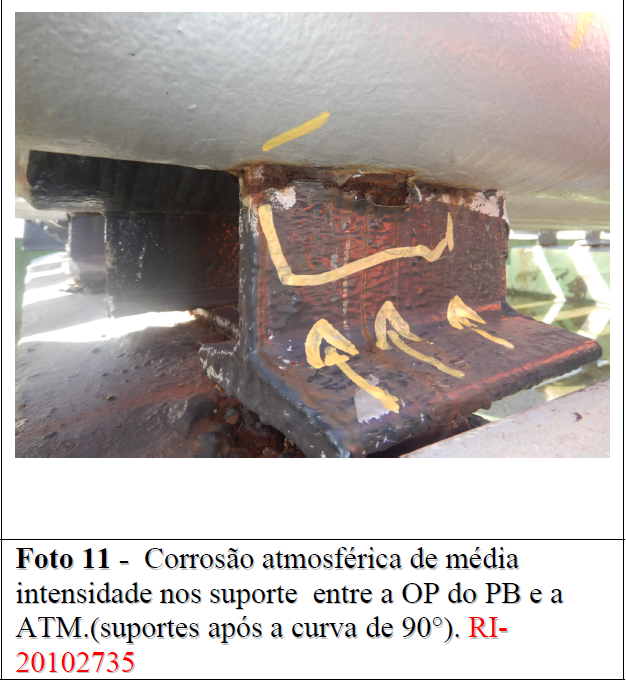 Foto 11 - Corrosão atmosférica de média
intensidade nos suporte entre a OP do PB e a
ATM.(suportes após a curva de 90°). RI-
20102735